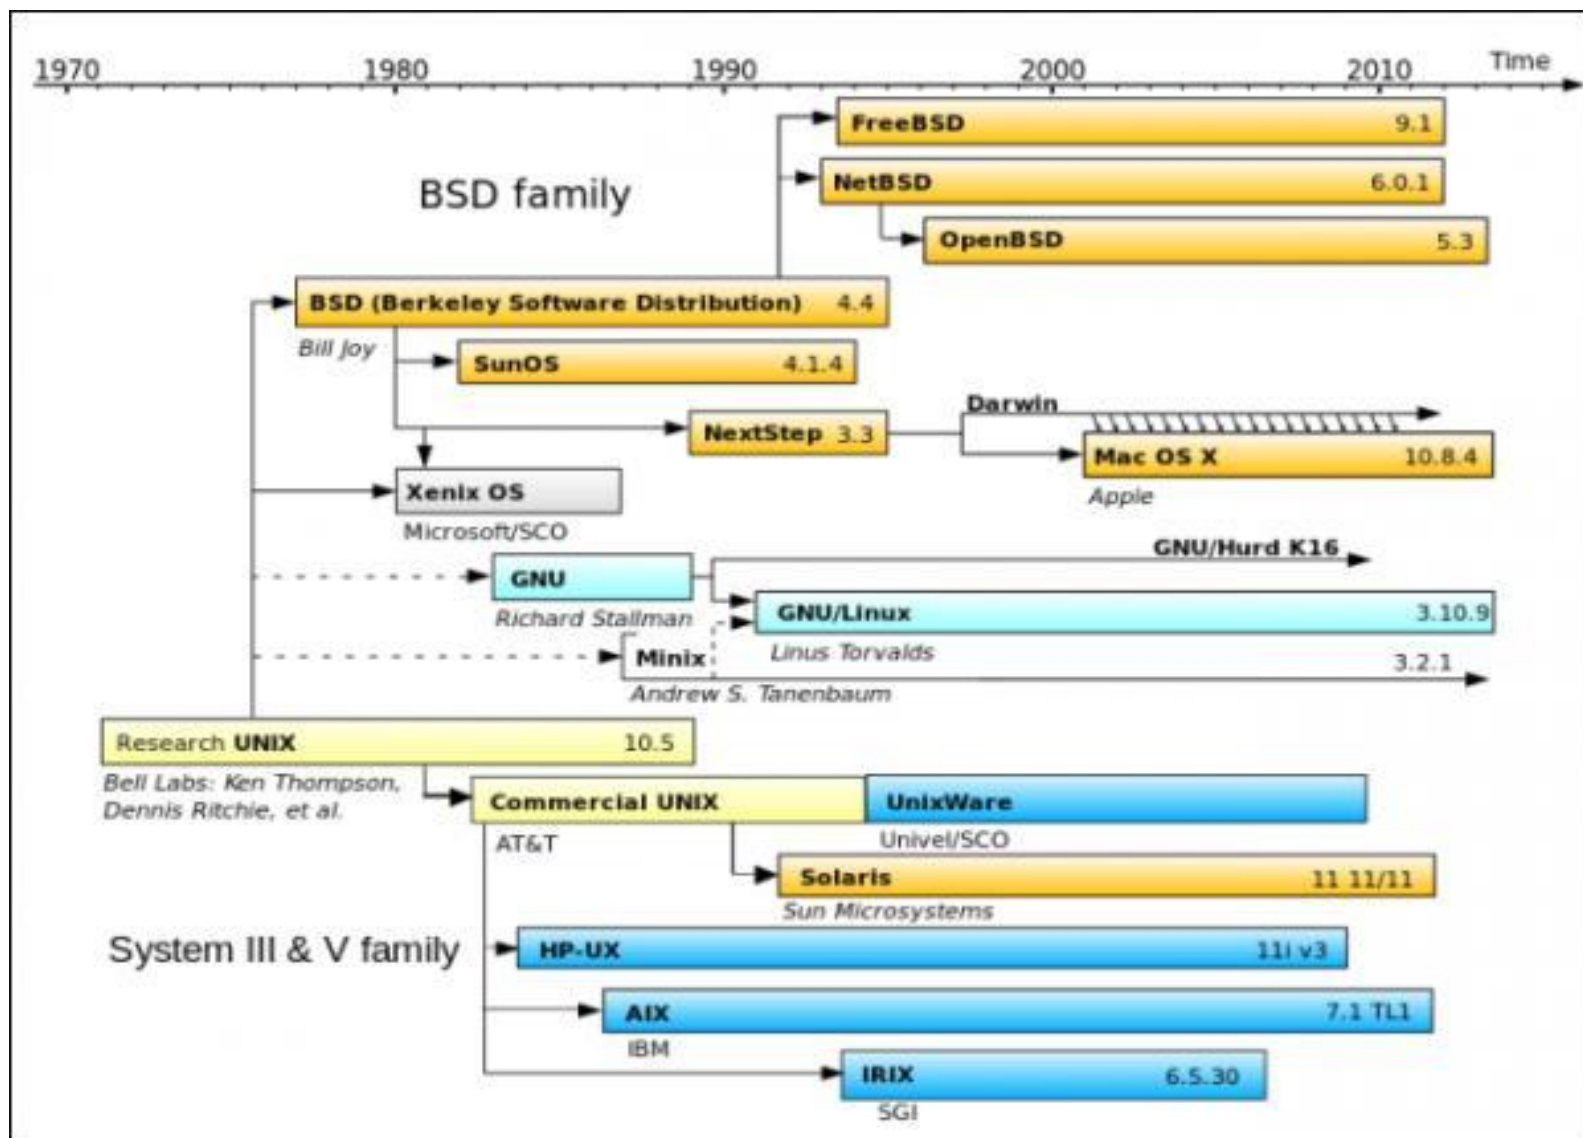 1970 1980 1990 2000 2010 Time
FreeBSD 9.1
BSD family
NetBSD 6.0.1
OpenBSD 5.3
BSD (Berkeley Software Distribution) 4.4
Bill Joy
SunOS 4.1.4
Darwin
NextStep 3.3
Mac OS X 10.8.4
Apple
Xenix OS
Microsoft/SCO
GNU/Hurd K16
GNU
Richard Stallman
GNU/Linux 3.10.9
Linus Torvalds
Minix 3.2.1
Andrew S. Tanenbaum
Research UNIX 10.5
Bell Labs: Ken Thompson,
Dennis Ritchie, et al.
Commercial UNIX
AT&T
UnixWare
Univel/SCO
Solaris 11 11/11
Sun Microsystems
System III & V family
HP-UX 11i v3
AIX 7.1 TL1
IBM
IRIX 6.5.30
SGI